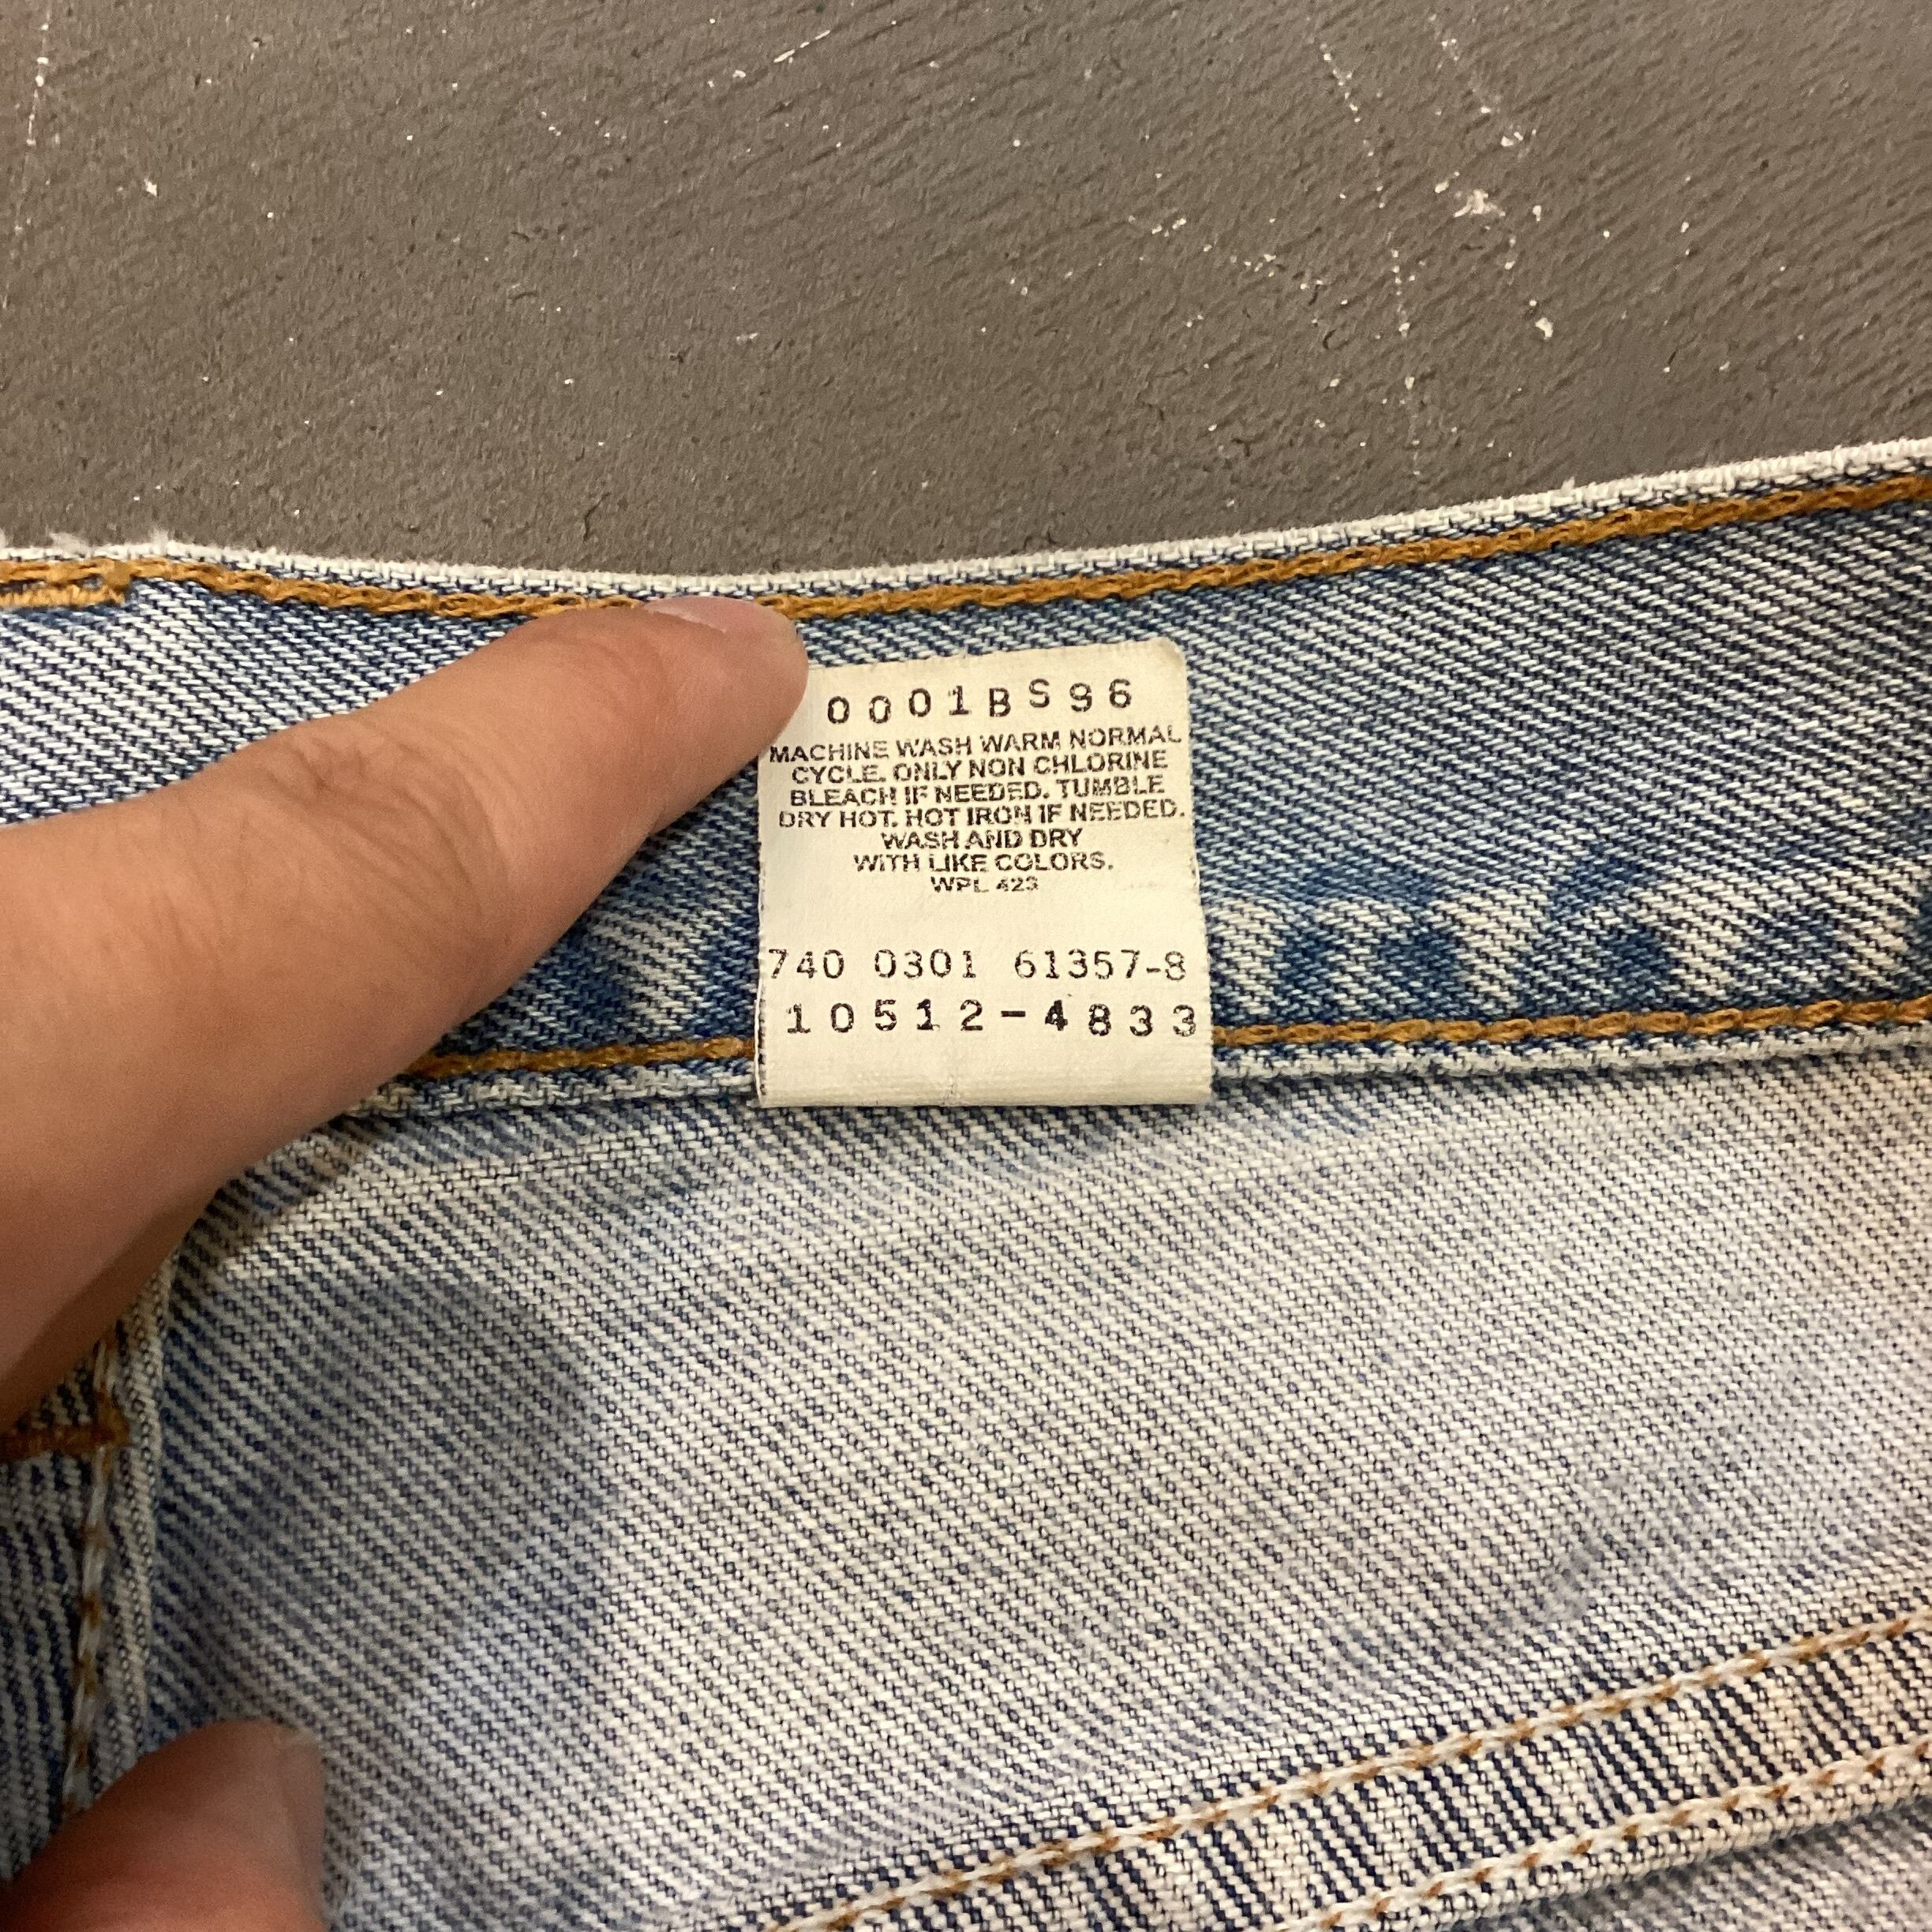 0001BS96
MACHINE WASH WARM NORMAL
CYCLE. ONLY NON CHLORINE
BLEACH IF NEEDED. TUMBLE
DRY HOT. HOT IRON IF NEEDED.
WASH AND DRY
WITH LIKE COLORS.
WPL 423
740 0301 61357-8
10512-4833